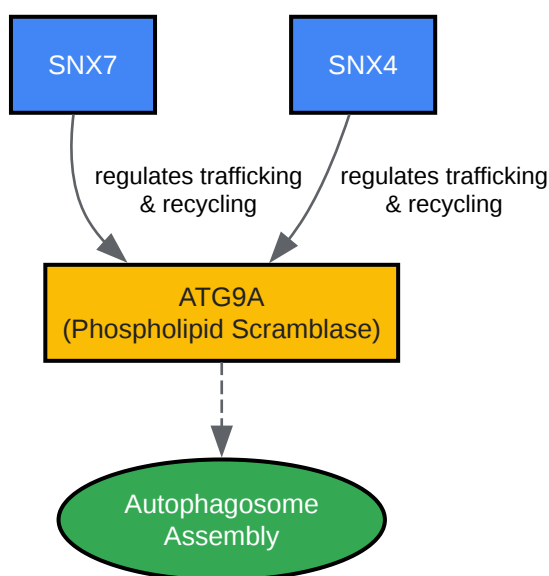 SNX7
SNX4
regulates trafficking
& recycling
regulates trafficking
& recycling
ATG9A
(Phospholipid Scramblase)
Autophagosome
Assembly